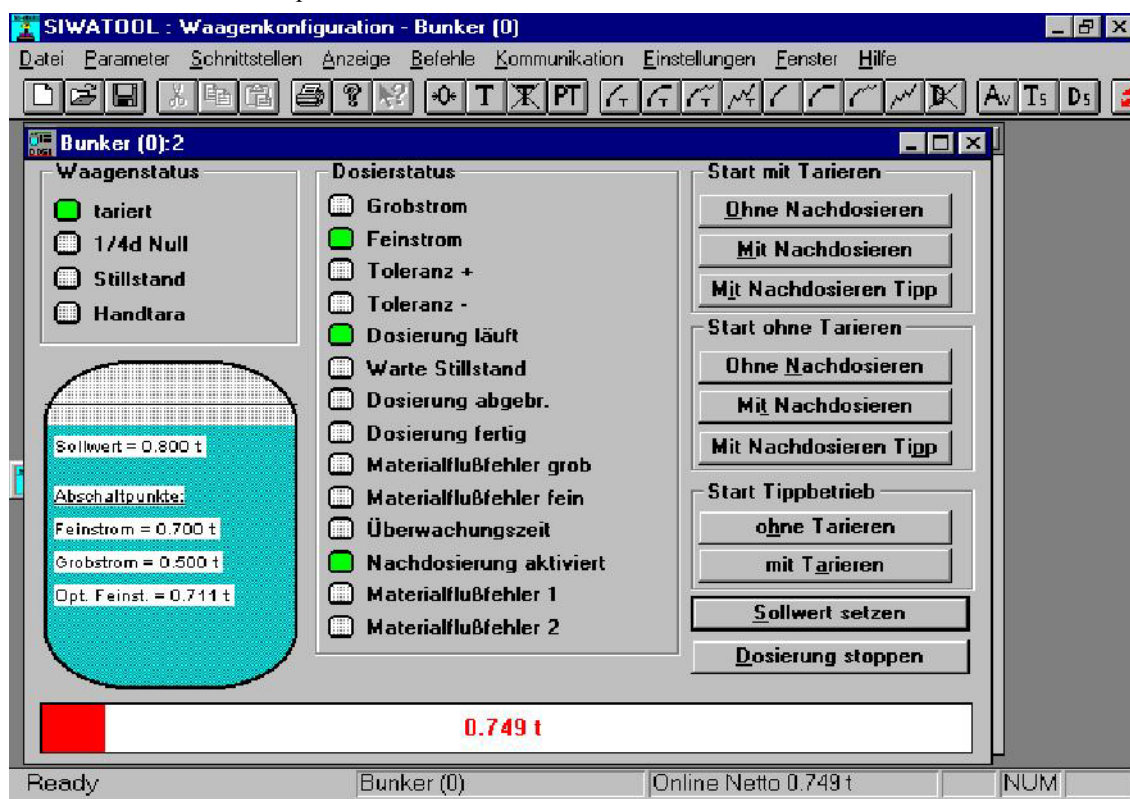 SIWATOOL : Waagenkonfiguration - Bunker (0)
Datei Parameter Schnittstellen Anzeige Befehle Kommunikation Einstellungen Fenster Hilfe
T PT Av Ts Ds
Bunker (0):2
Waagenstatus
tariert
1/4d Null
Stillstand
Handtara
Sollwert = 0.800 t
Abschaltpunkte:
Feinstrom = 0.700 t
Grobstrom = 0.500 t
Opt. Feinst. = 0.711 t
Dosierstatus
Grobstrom
Feinstrom
Toleranz +
Toleranz -
Dosierung läuft
Warte Stillstand
Dosierung abgebr.
Dosierung fertig
Materialflußfehler grob
Materialflußfehler fein
Überwachungszeit
Nachdosierung aktiviert
Materialflußfehler 1
Materialflußfehler 2
Start mit Tarieren
Ohne Nachdosieren
Mit Nachdosieren
Mit Nachdosieren Tipp
Start ohne Tarieren
Ohne Nachdosieren
Mit Nachdosieren
Mit Nachdosieren Tipp
Start Tippbetrieb
ohne Tarieren
mit Tarieren
Sollwert setzen
Dosierung stoppen
0.749 t
Ready Bunker (0) Online Netto 0.749 t NUM